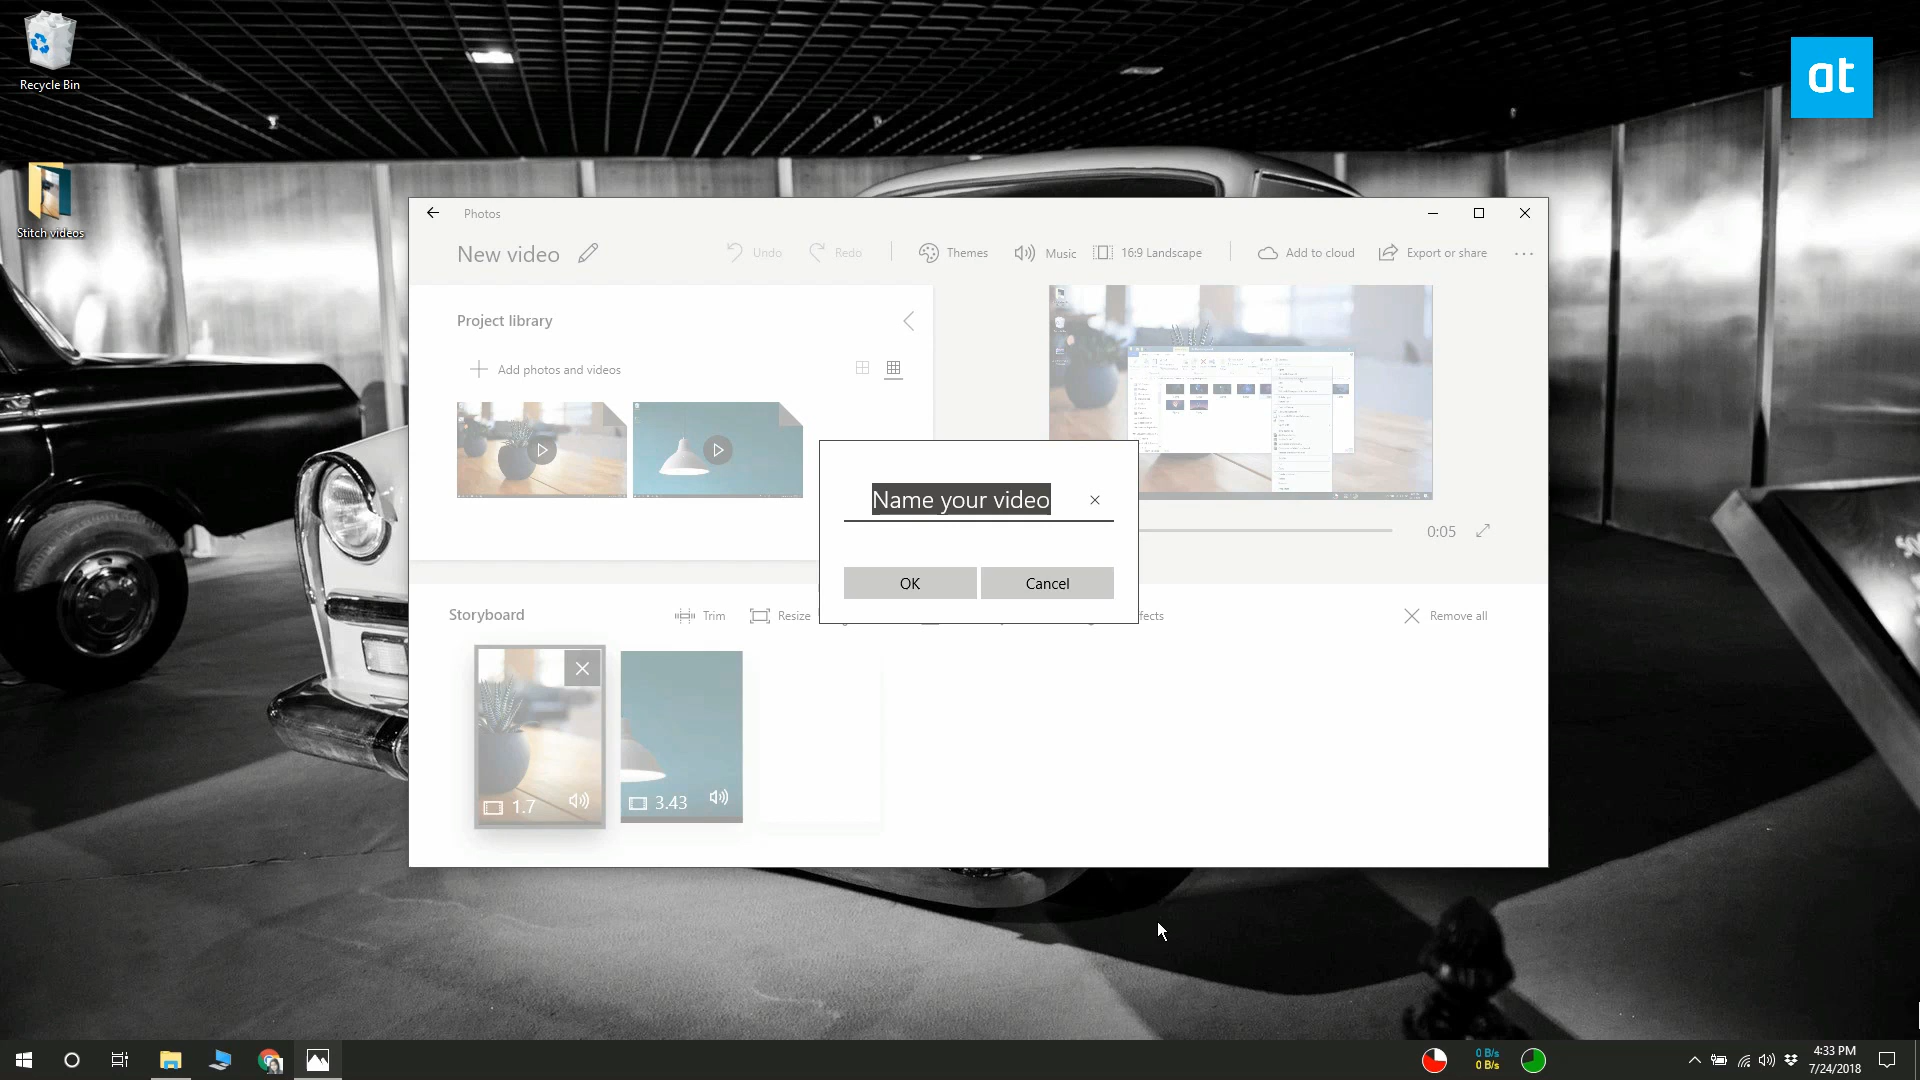 Recycle Bin
at
Stitch videos
Photos
New video
Undo
Redo
Themes
Music
16:9 Landscape
Add to cloud
Export or share
Project library
Add photos and videos
Name your video
0:05
OK
Cancel
Storyboard
Trim
Resize
fects
Remove all
1.7
3.43
0 B/s
0 B/s
4:33 PM
7/24/2018